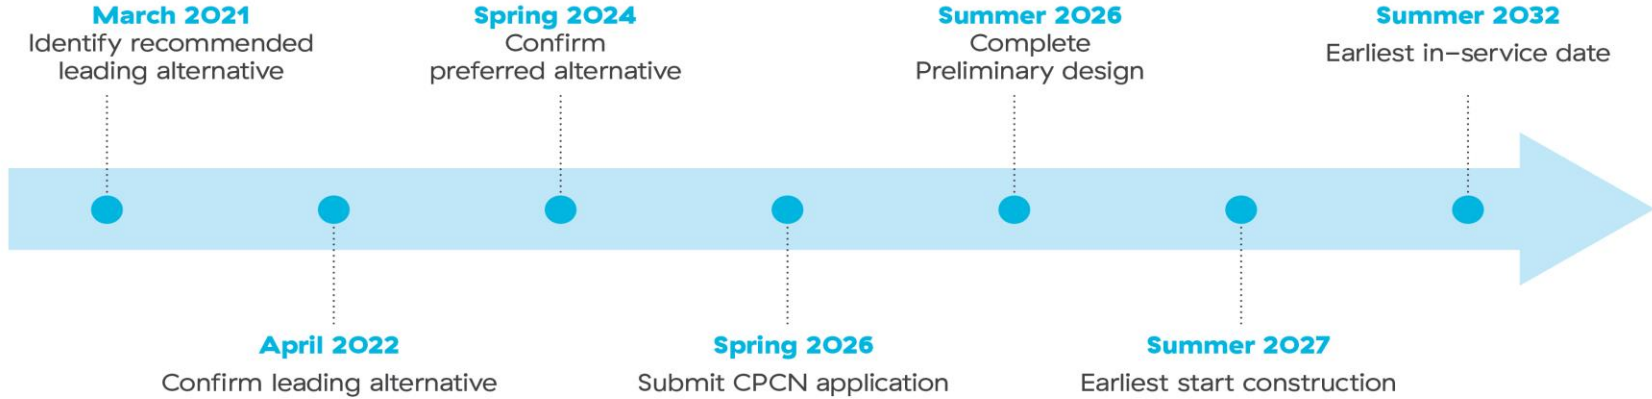 March 2021
Identify recommended
leading alternative
April 2022
Confirm leading alternative
Spring 2024
Confirm
preferred alternative
Spring 2026
Submit CPCN application
Summer 2026
Complete
Preliminary design
Summer 2027
Earliest start construction
Summer 2032
Earliest in-service date